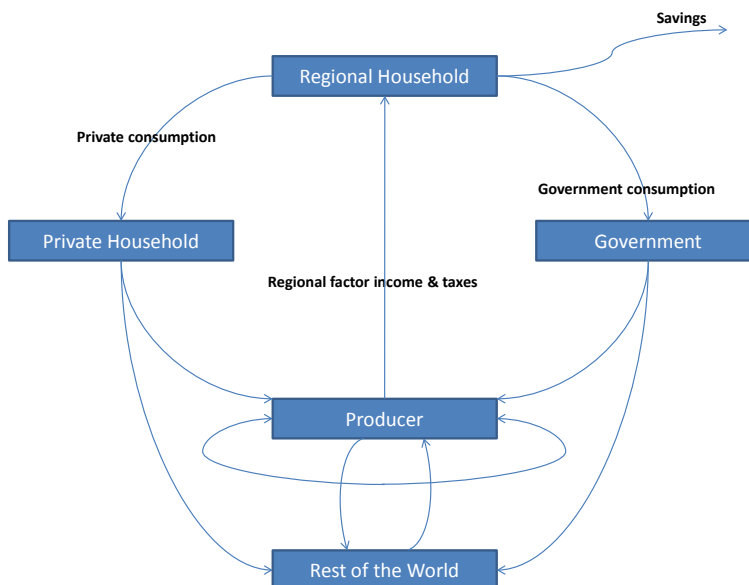 Savings
Regional Household
Private consumption
Government consumption
Private Household
Government
Regional factor income & taxes
Producer
Rest of the World